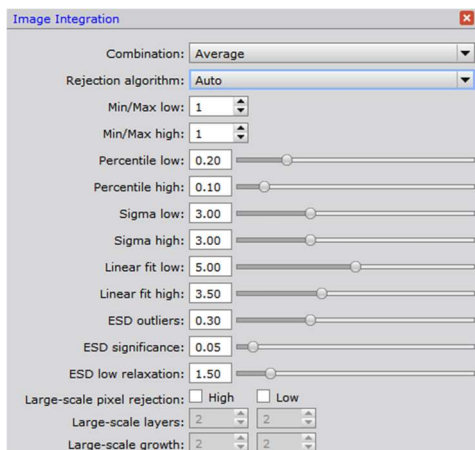 Image Integration
Combination: Average
Rejection algorithm: Auto
Min/Max low: 1
Min/Max high: 1
Percentile low: 0.20
Percentile high: 0.10
Sigma low: 3.00
Sigma high: 3.00
Linear fit low: 5.00
Linear fit high: 3.50
ESD outliers: 0.30
ESD significance: 0.05
ESD low relaxation: 1.50
Large-scale pixel rejection: High Low
Large-scale layers: 2 2
Large-scale growth: 2 2